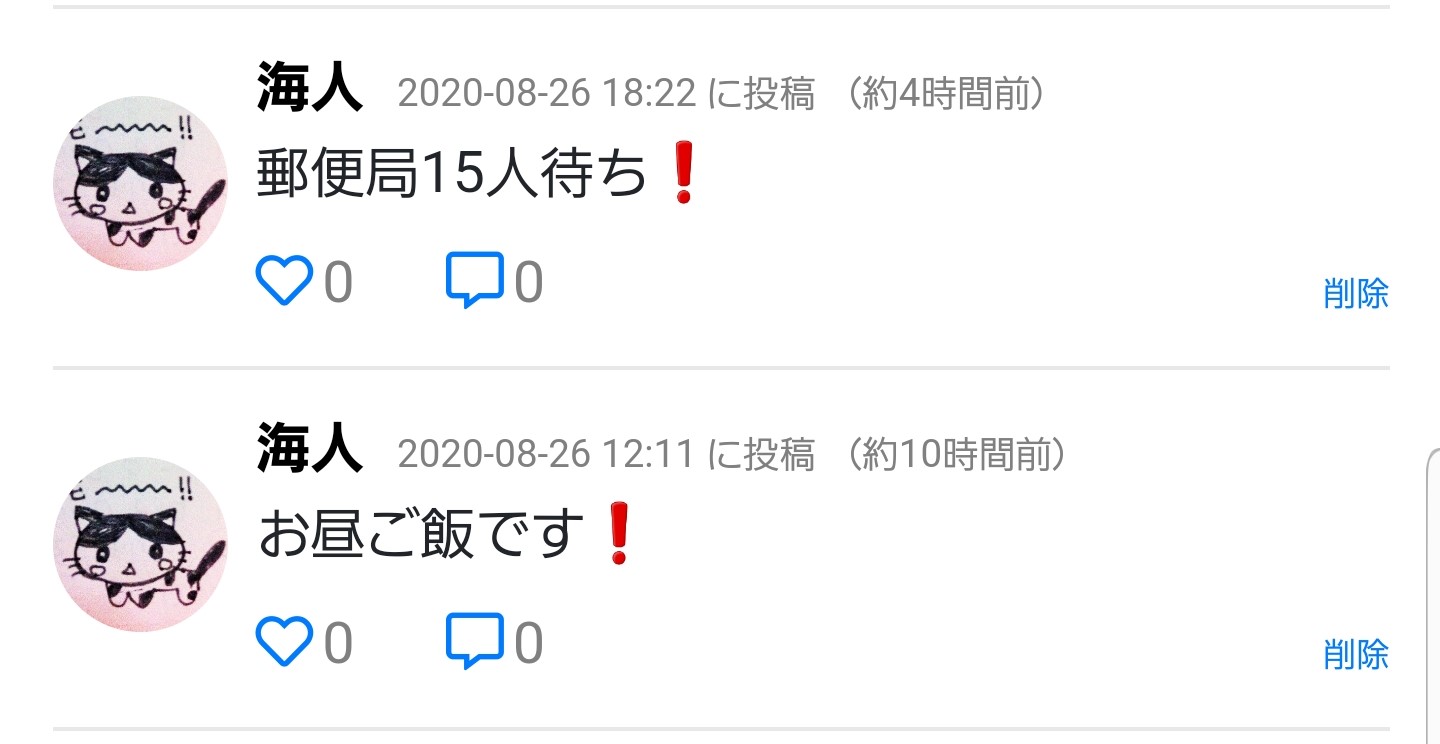 海人 2020-08-26 18:22 に投稿 （約4時間前）
郵便局15人待ち❗
0 0
削除
海人 2020-08-26 12:11 に投稿 （約10時間前）
お昼ご飯です❗
0 0
削除